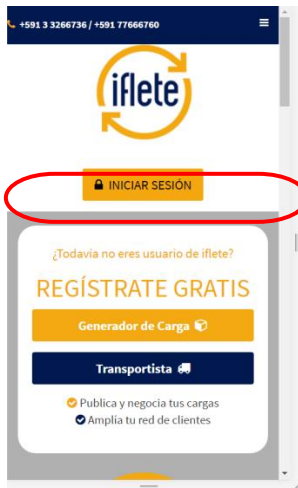 +591 3 3266736 / +591 77666760
iflete
INICIAR SESIÓN
¿Todavía no eres usuario de iflete?
REGÍSTRATE GRATIS
Generador de Carga
Transportista
Publica y negocia tus cargas
Amplía tu red de clientes